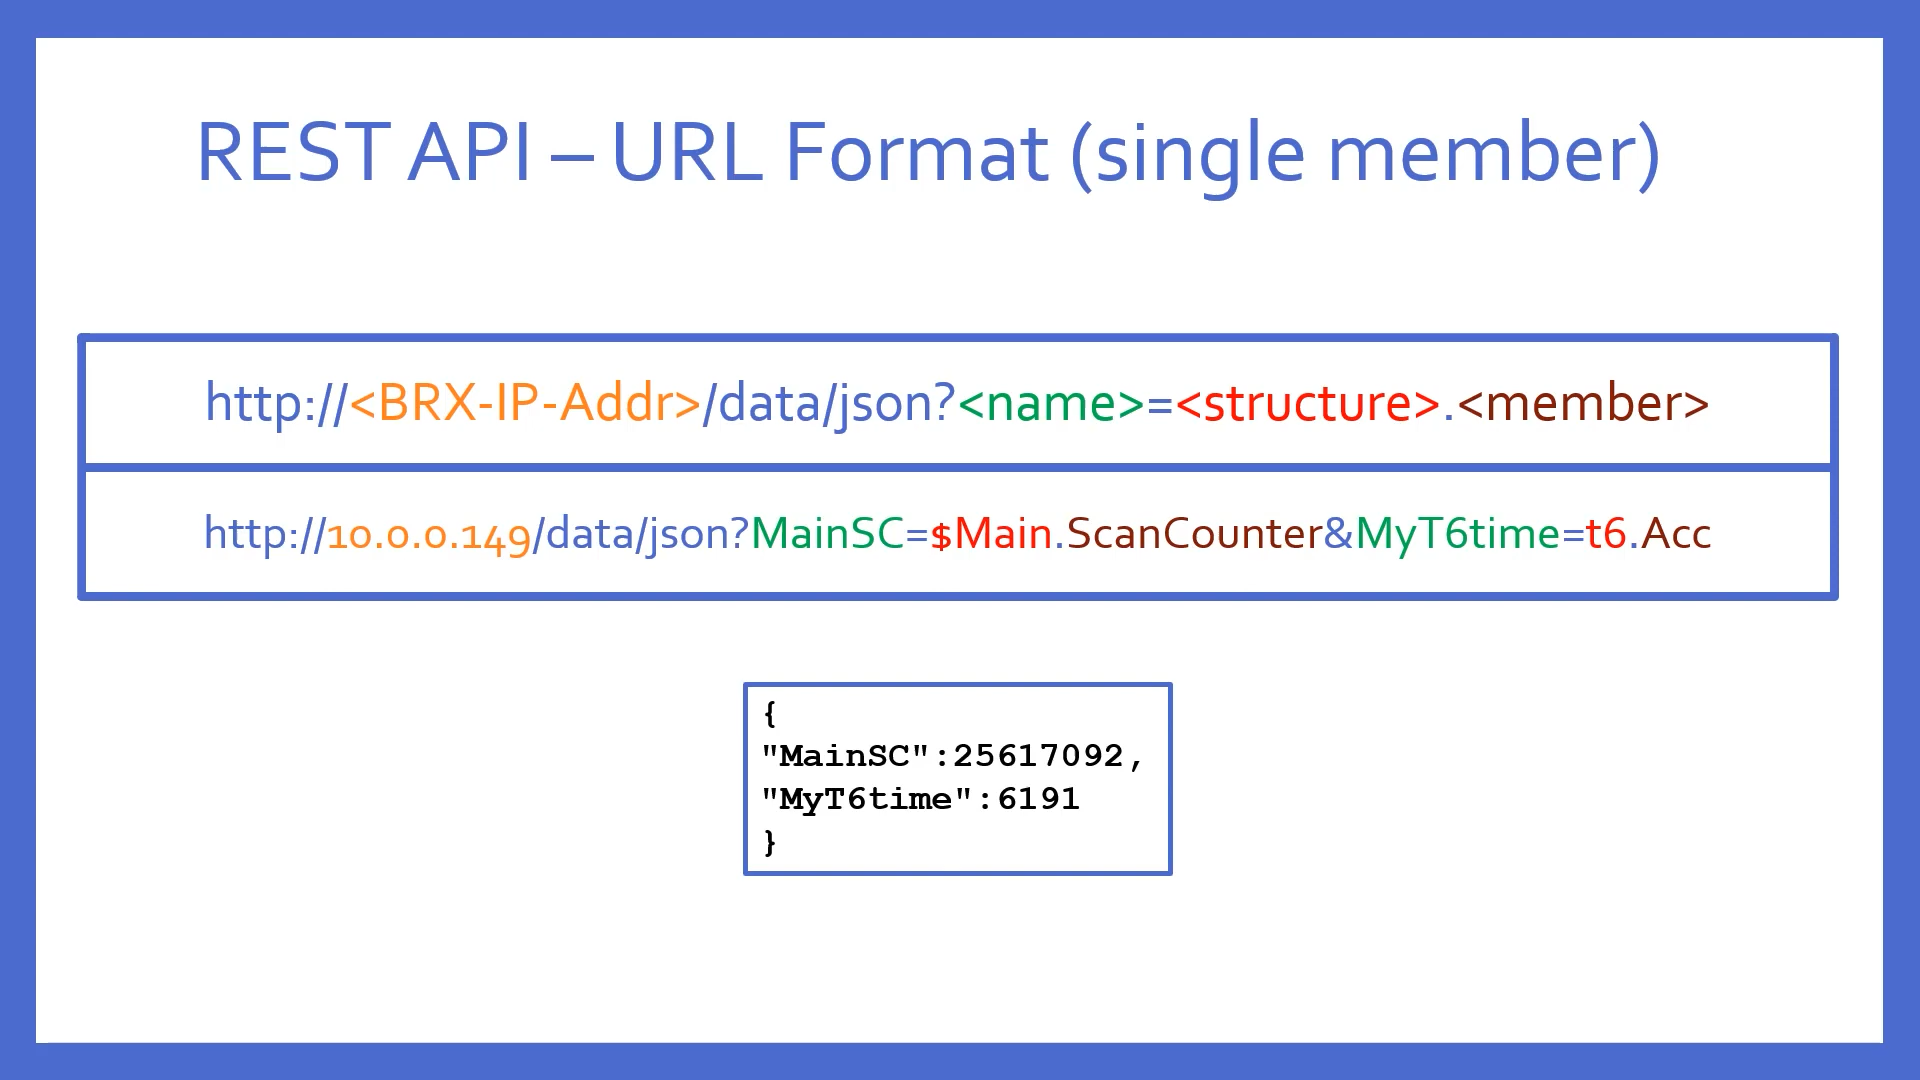 REST API – URL Format (single member)
http://<BRX-IP-Addr>/data/json?<name>=<structure>.<member>
http://10.0.0.149/data/json?MainSC=$Main.ScanCounter&MyT6time=t6.Acc
{
"MainSC":25617092,
"MyT6time":6191
}